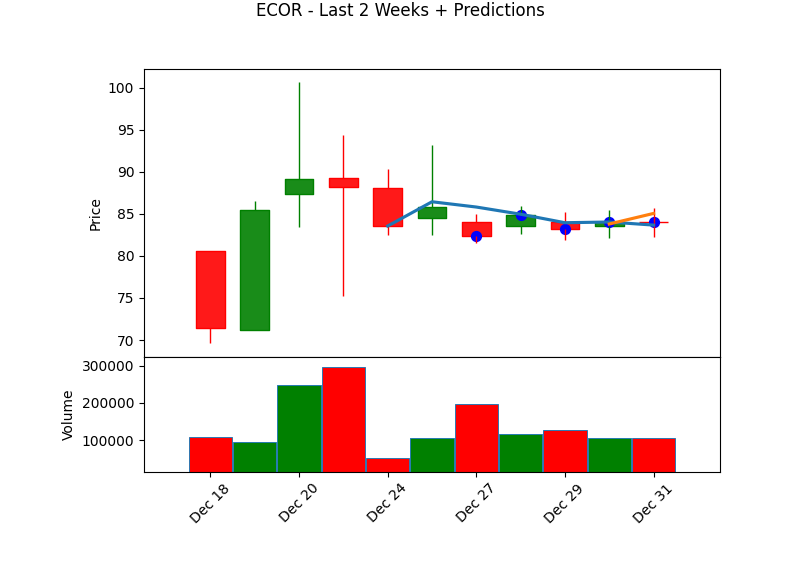 ECOR - Last 2 Weeks + Predictions
100
95
90
85
80
75
70
Price
300000
200000
100000
Volume
Dec 18
Dec 20
Dec 24
Dec 27
Dec 29
Dec 31